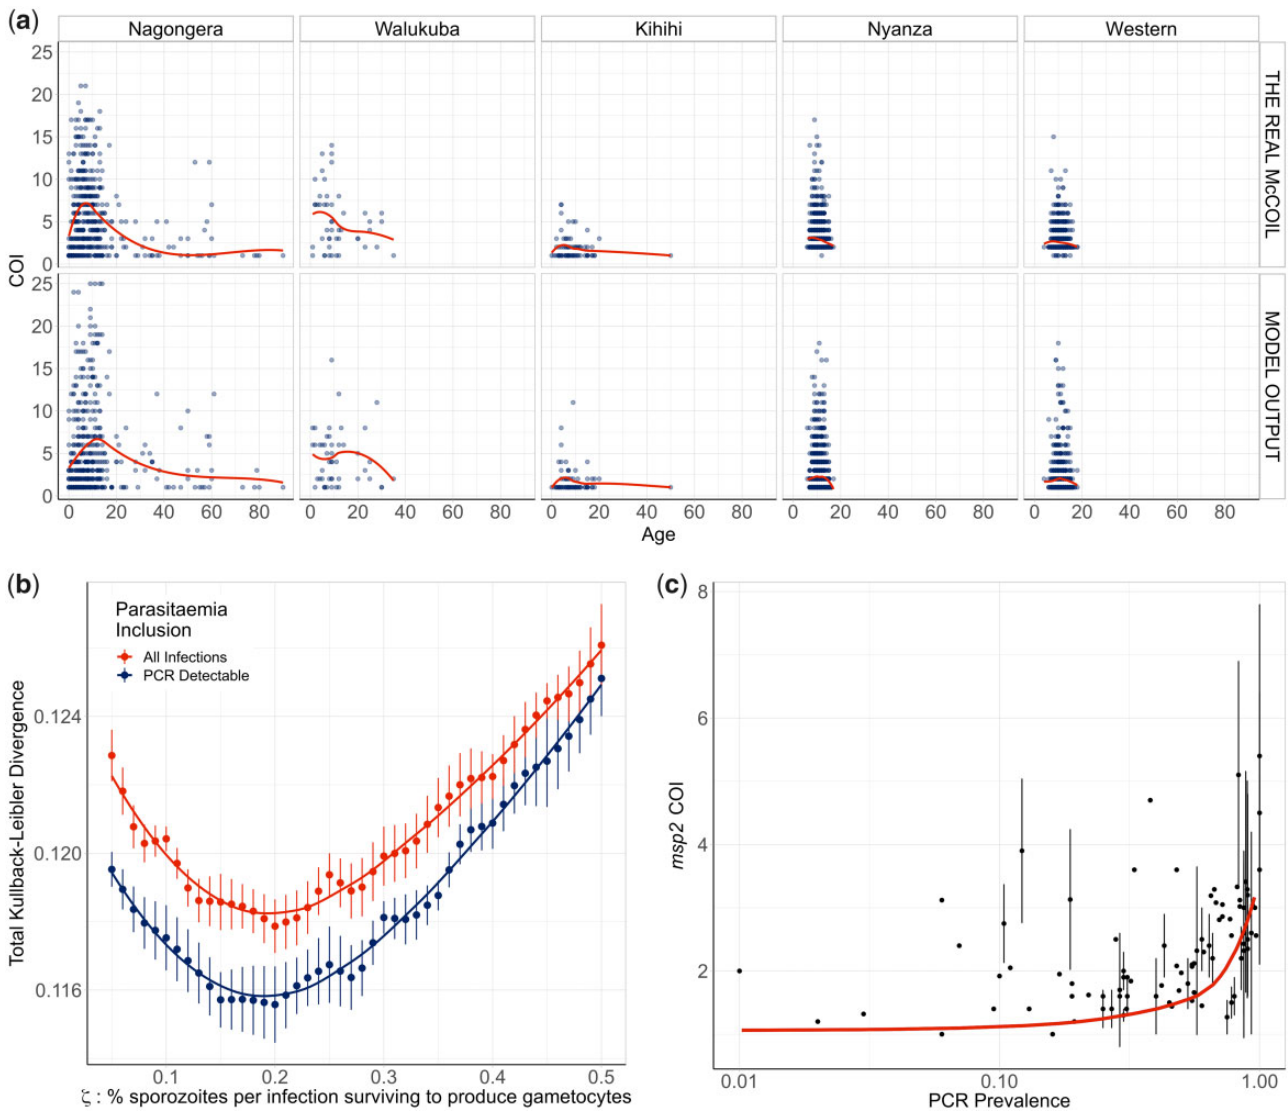 (a)
Nagongera Walukuba Kihihi Nyanza Western
25
20
15
10
5
0
THE REAL McCOIL
COI
25
20
15
10
5
0
MODEL OUTPUT
0 20 40 60 80 0 20 40 60 80 0 20 40 60 80 0 20 40 60 80 0 20 40 60 80
Age
(b)
Parasitaemia
Inclusion
All Infections
PCR Detectable
Total Kullback-Leibler Divergence
0.124
0.120
0.116
0.1 0.2 0.3 0.4 0.5
ζ : % sporozoites per infection surviving to produce gametocytes
(c)
msp2 COI
8
6
4
2
0.01 0.10 1.00
PCR Prevalence